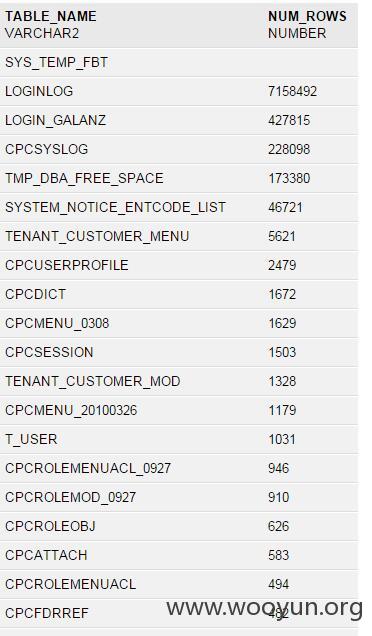 TABLE_NAME NUM_ROWS
VARCHAR2 NUMBER
SYS_TEMP_FBT
LOGINLOG 7158492
LOGIN_GALANZ 427815
CPCSYSLOG 228098
TMP_DBA_FREE_SPACE 173380
SYSTEM_NOTICE_ENTCODE_LIST 46721
TENANT_CUSTOMER_MENU 5621
CPCUSERPROFILE 2479
CPCDICT 1672
CPCMENU_0308 1629
CPCSESSION 1503
TENANT_CUSTOMER_MOD 1328
CPCMENU_20100326 1179
T_USER 1031
CPCROLEMENUACL_0927 946
CPCROLEMOD_0927 910
CPCROLEOBJ 626
CPCATTACH 583
CPCROLEMENUACL 494
CPCFDRREF 482
www.wooyun.org